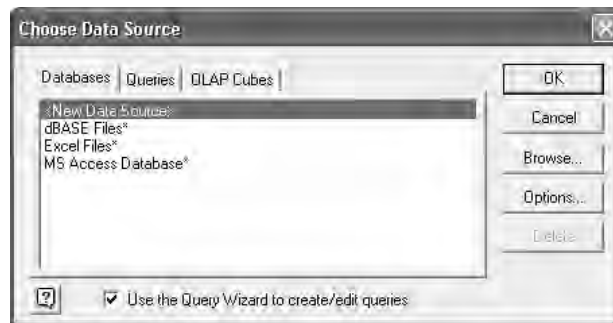 Choose Data Source
Databases Queries OLAP Cubes
<New Data Source>
dBASE Files*
Excel Files*
MS Access Database*
OK
Cancel
Browse...
Options...
Delete
Use the Query Wizard to create/edit queries